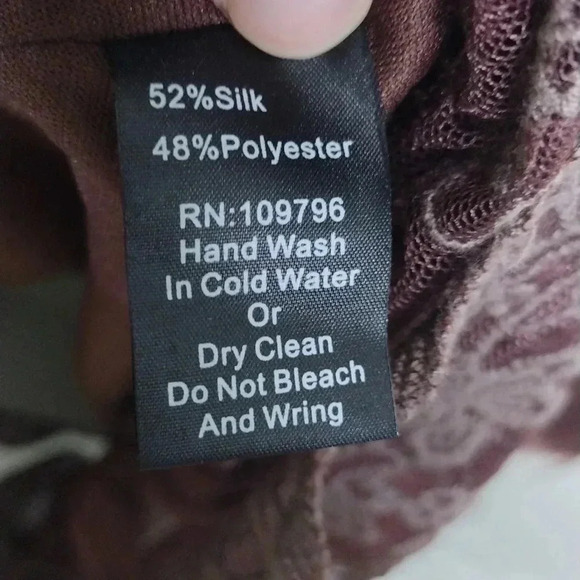 52%Silk
48%Polyester
RN:109796
Hand Wash
In Cold Water
Or
Dry Clean
Do Not Bleach
And Wring